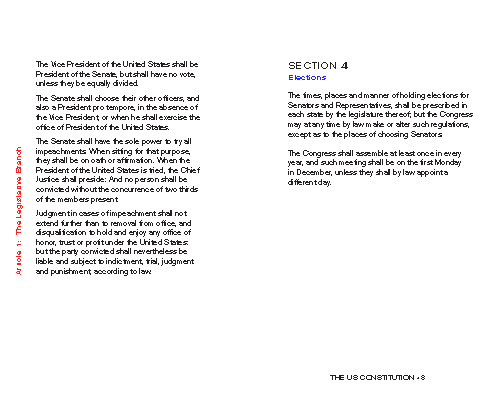 The Vice President of the United States shall be
President of the Senate, but shall have no vote,
unless they be equally divided.
The Senate shall choose their other officers, and
also a President pro tempore, in the absence of
the Vice President, or when he shall exercise the
office of President of the United States.
The Senate shall have the sole power to try all
impeachments. When sitting for that purpose,
they shall be on oath or affirmation. When the
President of the United States is tried, the Chief
Justice shall preside: And no person shall be
convicted without the concurrence of two thirds
of the members present.
Judgment in cases of impeachment shall not
extend further than to removal from office, and
disqualification to hold and enjoy any office of
honor, trust or profit under the United States:
but the party convicted shall nevertheless be
liable and subject to indictment, trial, judgment
and punishment, according to law.
Article 1: The Legislative Branch
SECTION 4
Elections
The times, places and manner of holding elections for
Senators and Representatives, shall be prescribed in
each state by the legislature thereof; but the Congress
may at any time by law make or alter such regulations,
except as to the places of choosing Senators.
The Congress shall assemble at least once in every
year, and such meeting shall be on the first Monday
in December, unless they shall by law appoint a
different day.
THE US CONSTITUTION • 8